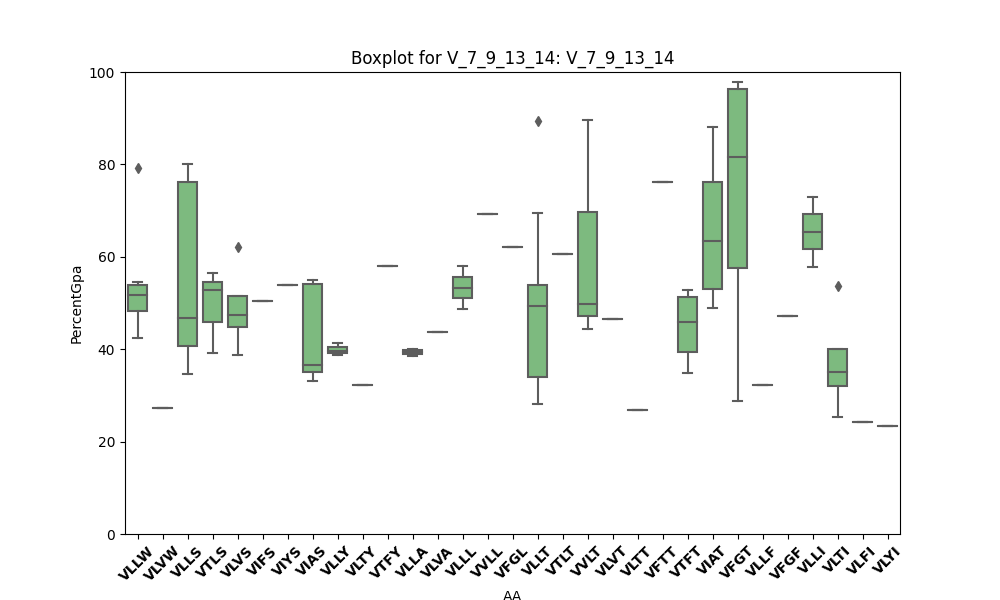 Boxplot for V_7_9_13_14: V_7_9_13_14
100
80
60
40
20
0
PercentGpa
VLLW
VLVW
VLLS
VTLS
VLVS
VIFS
VIYS
VIAS
VLLY
VLTY
VTFY
VLLA
VLVA
VLLL
VVLL
VFGL
VLLT
VTLT
VVLT
VLVT
VLTT
VFTT
VTFT
VIAT
VFGT
VLLF
VFGF
VLLI
VLTI
VLFI
VLYI
AA